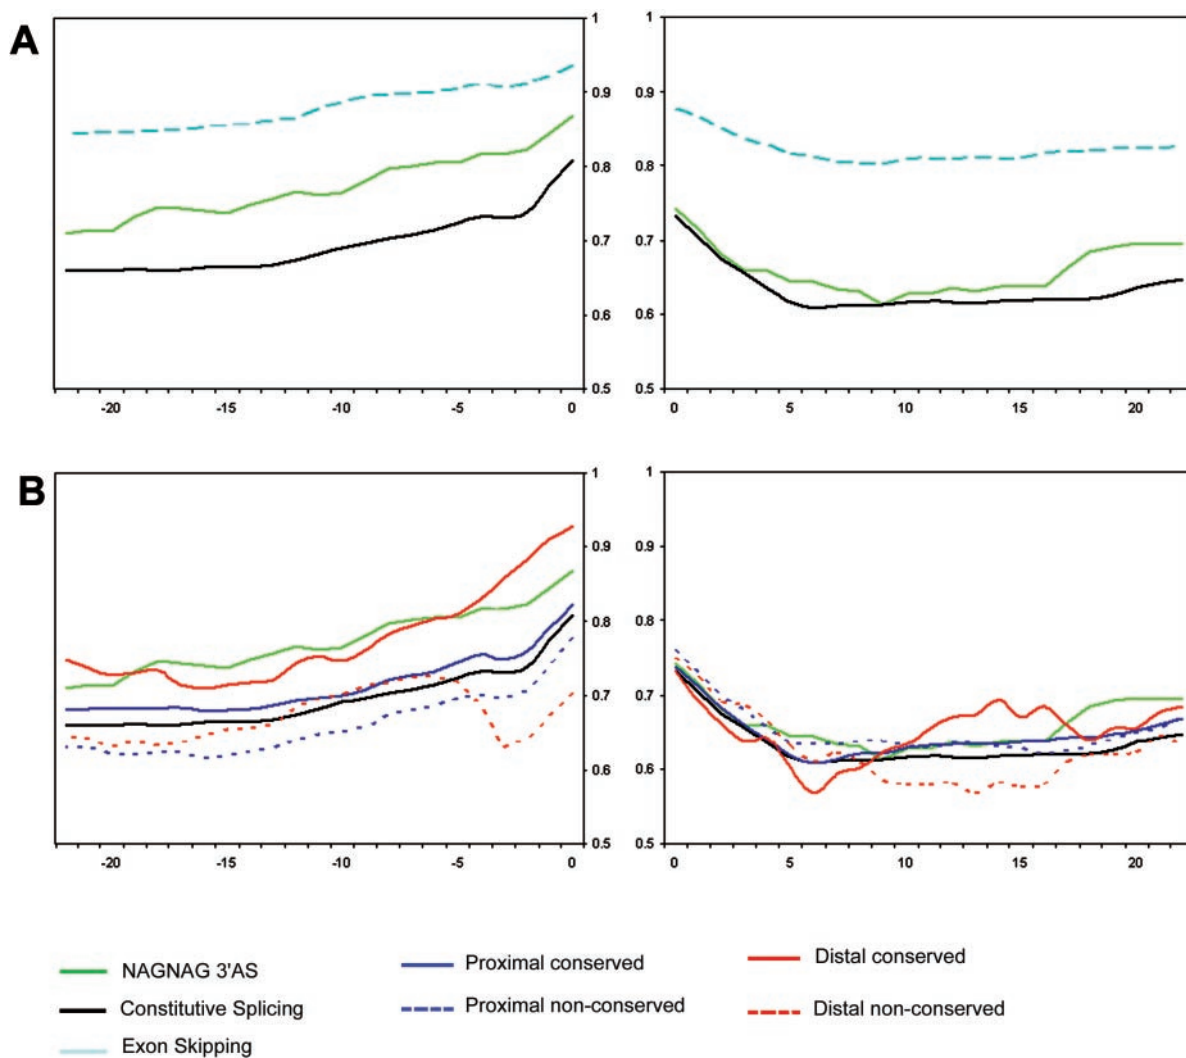 A
1
0.9
0.8
0.7
0.6
0.5
-20 -15 -10 -5 0
1
0.9
0.8
0.7
0.6
0.5
0 5 10 15 20
B
1
0.9
0.8
0.7
0.6
0.5
-20 -15 -10 -5 0
1
0.9
0.8
0.7
0.6
0.5
0 5 10 15 20
NAGNAG 3'AS
Constitutive Splicing
Exon Skipping
Proximal conserved
Proximal non-conserved
Distal conserved
Distal non-conserved